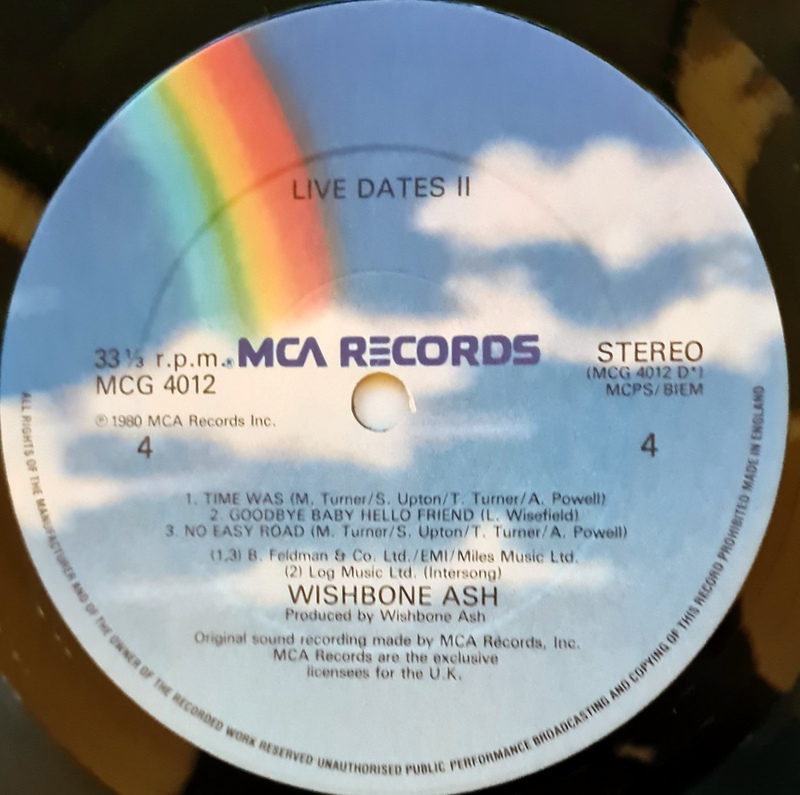 LIVE DATES II
33⅓ r.p.m. MCA RECORDS STEREO
MCG 4012 (MCG 4012 D*)
MCPS/BIEM
℗ 1980 MCA Records Inc.
4 4
1. TIME WAS (M. Turner/S. Upton/T. Turner/A. Powell)
2. GOODBYE BABY HELLO FRIEND (L. Wisefield)
3. NO EASY ROAD (M. Turner/S. Upton/T. Turner/A. Powell)
(1,3) B. Feldman & Co. Ltd./EMI/Miles Music Ltd.
(2) Log Music Ltd. (Intersong)
WISHBONE ASH
Produced by Wishbone Ash
Original sound recording made by MCA Records, Inc.
MCA Records are the exclusive
licensees for the U.K.
ALL RIGHTS OF THE MANUFACTURER AND OF THE OWNER OF THE RECORDED WORK RESERVED UNAUTHORISED PUBLIC PERFORMANCE BROADCASTING AND COPYING OF THIS RECORD PROHIBITED MADE IN ENGLAND